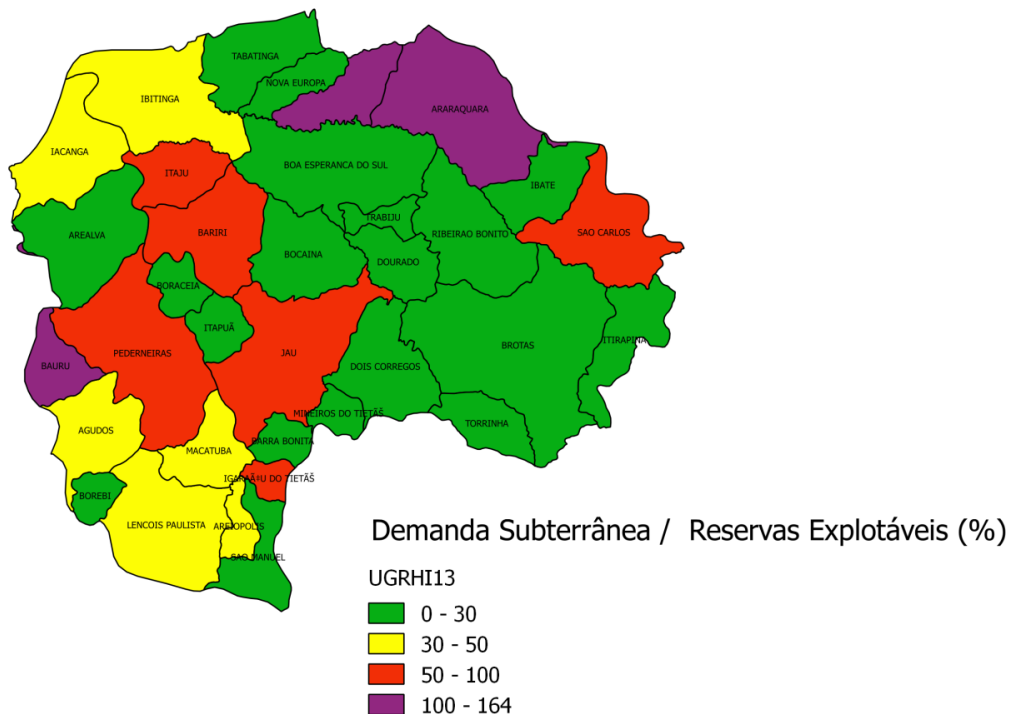 TABATINGA
NOVA EUROPA
IBITINGA
ARARAQUARA
IACANGA
BOA ESPERANCA DO SUL
ITAJU
IBATE
TRABIJU
AREALVA
BARIRI
RIBEIRAO BONITO
SAO CARLOS
BOCAINA
DOURADO
BORACEIA
ITAPUÃ
PEDERNEIRAS
JAU
BROTAS
ITIRAPINA
BAURU
DOIS CORREGOS
MINEIROS DO TIETÃŠ
TORRINHA
AGUDOS
BARRA BONITA
MACATUBA
IGARAÃ‡U DO TIETÃŠ
BOREBI
LENCOIS PAULISTA
AREIOPOLIS
SAO MANUEL
Demanda Subterrânea / Reservas Explotáveis (%)
UGRHI13
0 - 30
30 - 50
50 - 100
100 - 164